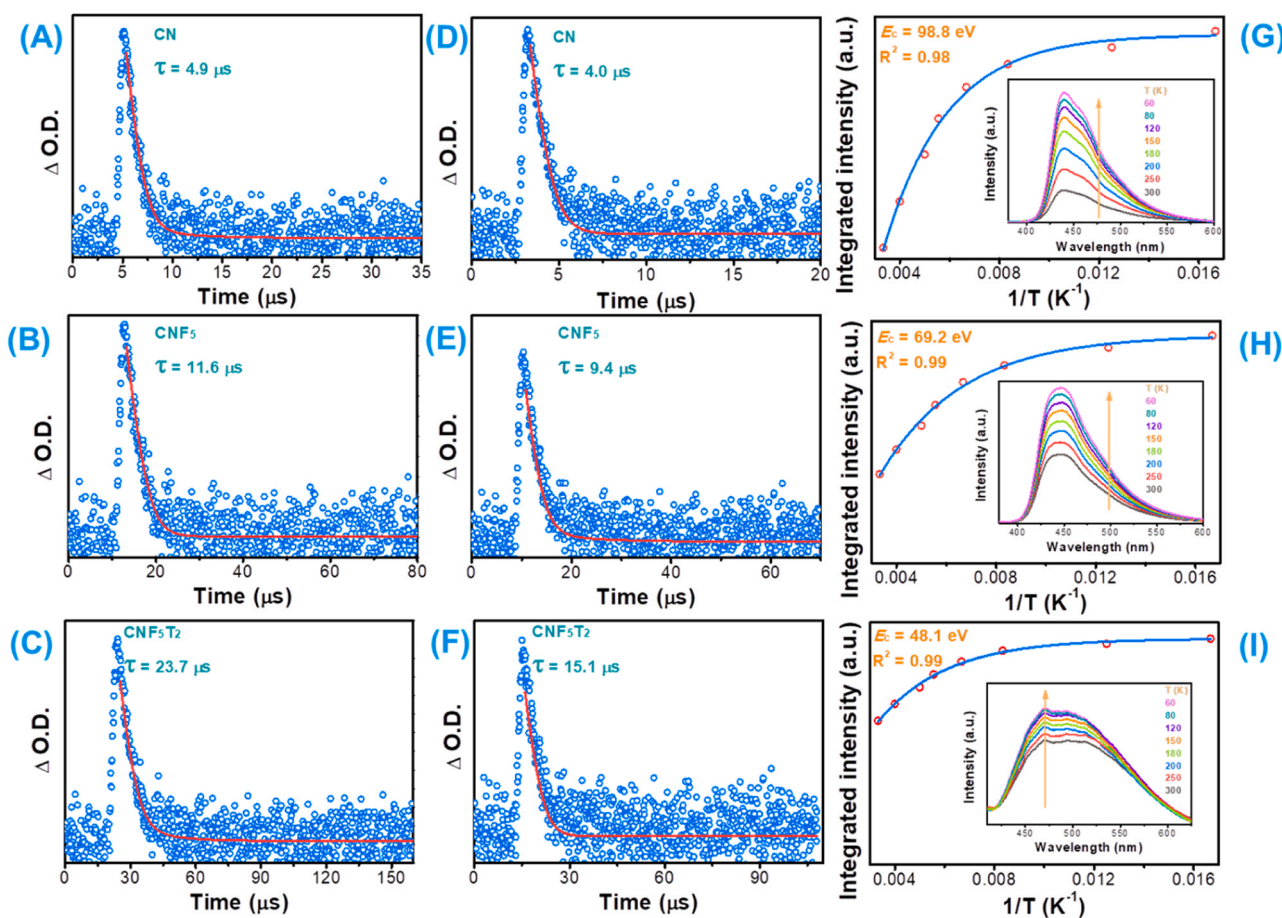 (A)
CN
τ = 4.9 μs
Δ O.D.
0 5 10 15 20 25 30 35
Time (μs)
(D)
CN
τ = 4.0 μs
Δ O.D.
0 5 10 15 20
Time (μs)
(G)
Ec = 98.8 eV
R² = 0.98
Integrated intensity (a.u.)
0.004 0.008 0.012 0.016
1/T (K⁻¹)
Intensity (a.u.)
T (K)
60
80
120
150
180
200
250
300
400 450 500 550 600
Wavelength (nm)
(B)
CNF₅
τ = 11.6 μs
Δ O.D.
0 20 40 60 80
Time (μs)
(E)
CNF₅
τ = 9.4 μs
Δ O.D.
0 20 40 60
Time (μs)
(H)
Ec = 69.2 eV
R² = 0.99
Integrated intensity (a.u.)
0.004 0.008 0.012 0.016
1/T (K⁻¹)
Intensity (a.u.)
T (K)
60
80
120
150
180
200
250
300
400 450 500 550 600
Wavelength (nm)
(C)
CNF₅T₂
τ = 23.7 μs
Δ O.D.
0 30 60 90 120 150
Time (μs)
(F)
CNF₅T₂
τ = 15.1 μs
Δ O.D.
0 30 60 90
Time (μs)
(I)
Ec = 48.1 eV
R² = 0.99
Integrated intensity (a.u.)
0.004 0.008 0.012 0.016
1/T (K⁻¹)
Intensity (a.u.)
T (K)
60
80
120
150
180
200
250
300
450 500 550 600
Wavelength (nm)